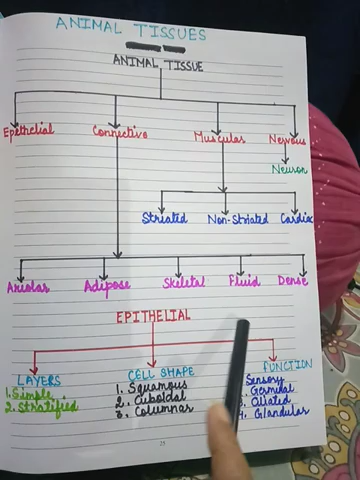 ANIMAL TISSUES
ANIMAL TISSUE
Epithelial Connective Muscular Nervous
Neuron
Striated Non-Striated Cardiac
Areolar Adipose Skeletal Fluid Dense
EPITHELIAL
LAYERS CELL SHAPE FUNCTION
1. Simple
2. Stratified
1. Squamous
2. Cuboidal
3. Columnar
Sensory
Germinal
3. Ciliated
4. Glandular